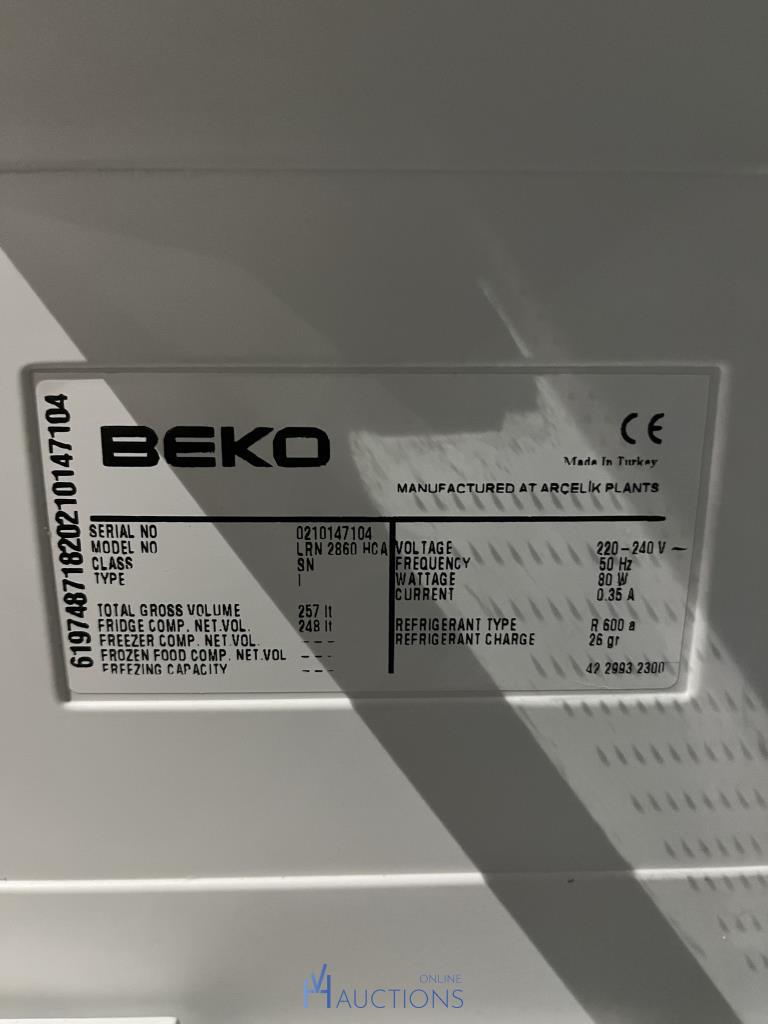 61974871820210147104
BEKO
CE
Made In Turkey
MANUFACTURED AT ARÇELİK PLANTS
SERIAL NO 0210147104
MODEL NO LRN 2860 HCA
CLASS SN
TYPE I
TOTAL GROSS VOLUME 257 lt
FRIDGE COMP. NET.VOL. 248 lt
FREEZER COMP. NET VOL. ---
FROZEN FOOD COMP. NET.VOL ---
FREEZING CAPACITY ---
VOLTAGE 220-240 V ~
FREQUENCY 50 Hz
WATTAGE 80 W
CURRENT 0.35 A
REFRIGERANT TYPE R 600 a
REFRIGERANT CHARGE 26 gr
42 2993 2300
VH ONLINE
AUCTIONS